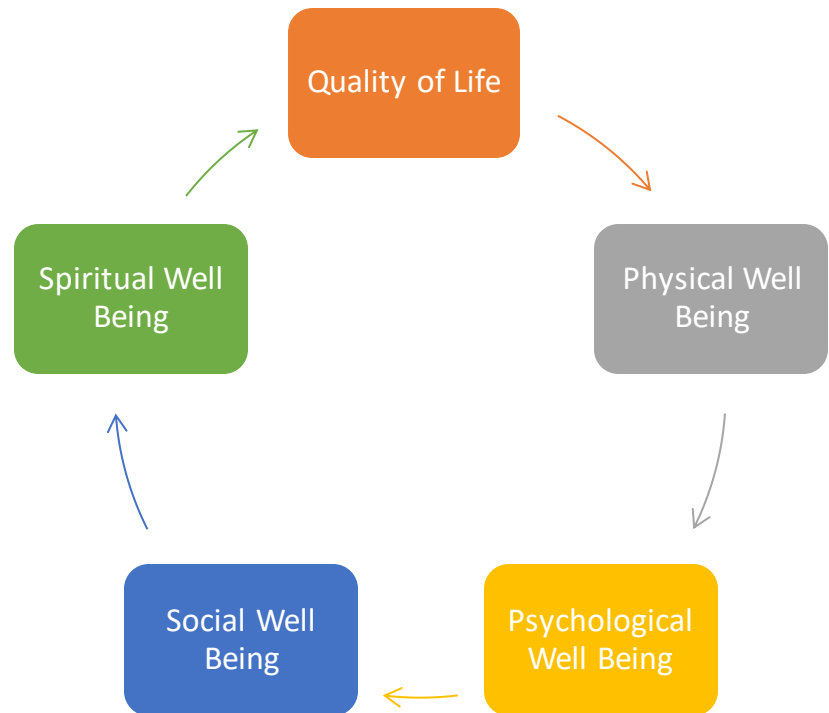 Quality of Life
Physical Well
Being
Psychological
Well Being
Social Well
Being
Spiritual Well
Being